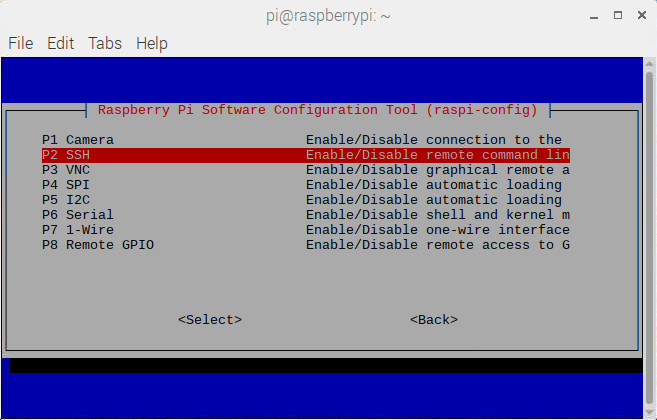 pi@raspberrypi: ~
File Edit Tabs Help
Raspberry Pi Software Configuration Tool (raspi-config)
P1 Camera Enable/Disable connection to the
P2 SSH Enable/Disable remote command lin
P3 VNC Enable/Disable graphical remote a
P4 SPI Enable/Disable automatic loading
P5 I2C Enable/Disable automatic loading
P6 Serial Enable/Disable shell and kernel m
P7 1-Wire Enable/Disable one-wire interface
P8 Remote GPIO Enable/Disable remote access to G
<Select> <Back>